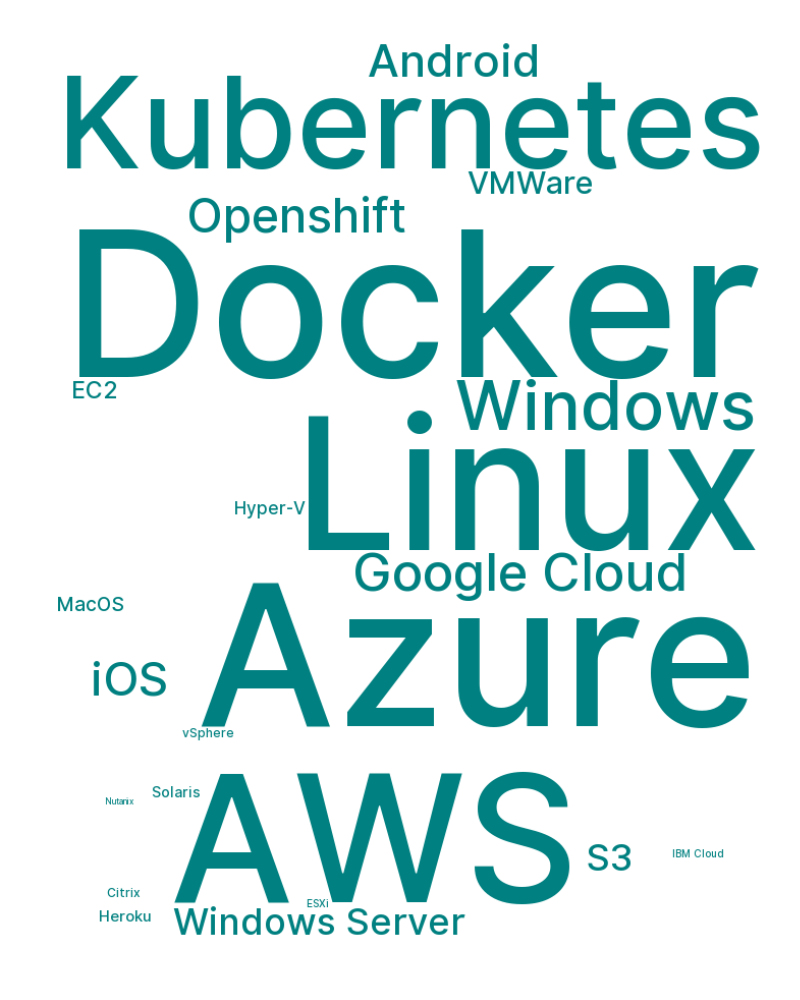 Android
Kubernetes
VMWare
Openshift
Docker
EC2
Windows
Linux
Hyper-V
Google Cloud
MacOS
Azure
iOS
vSphere
AWS
Solaris
Nutanix
S3
IBM Cloud
Citrix
ESXi
Heroku
Windows Server